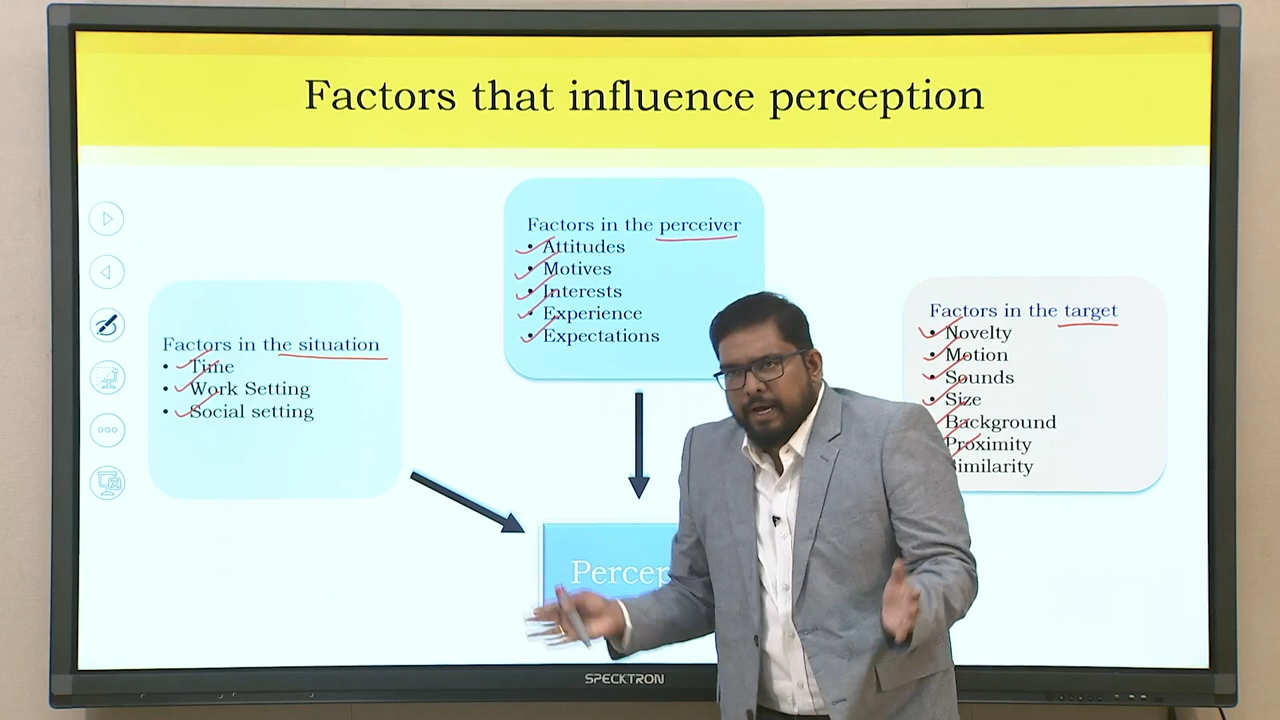 Factors that influence perception
Factors in the perceiver
• Attitudes
• Motives
• Interests
• Experience
• Expectations
Factors in the situation
• Time
• Work Setting
• Social setting
Factors in the target
• Novelty
• Motion
• Sounds
• Size
Background
Proximity
Similarity
SPECKTRON